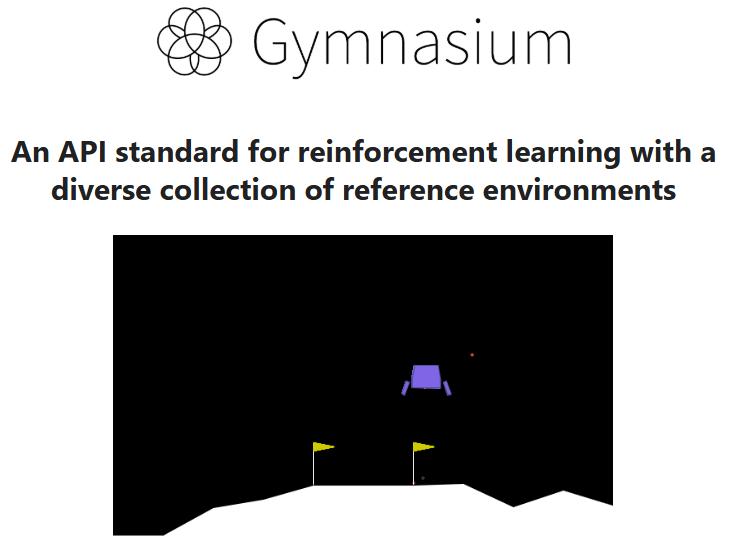 Gymnasium
An API standard for reinforcement learning with a
diverse collection of reference environments